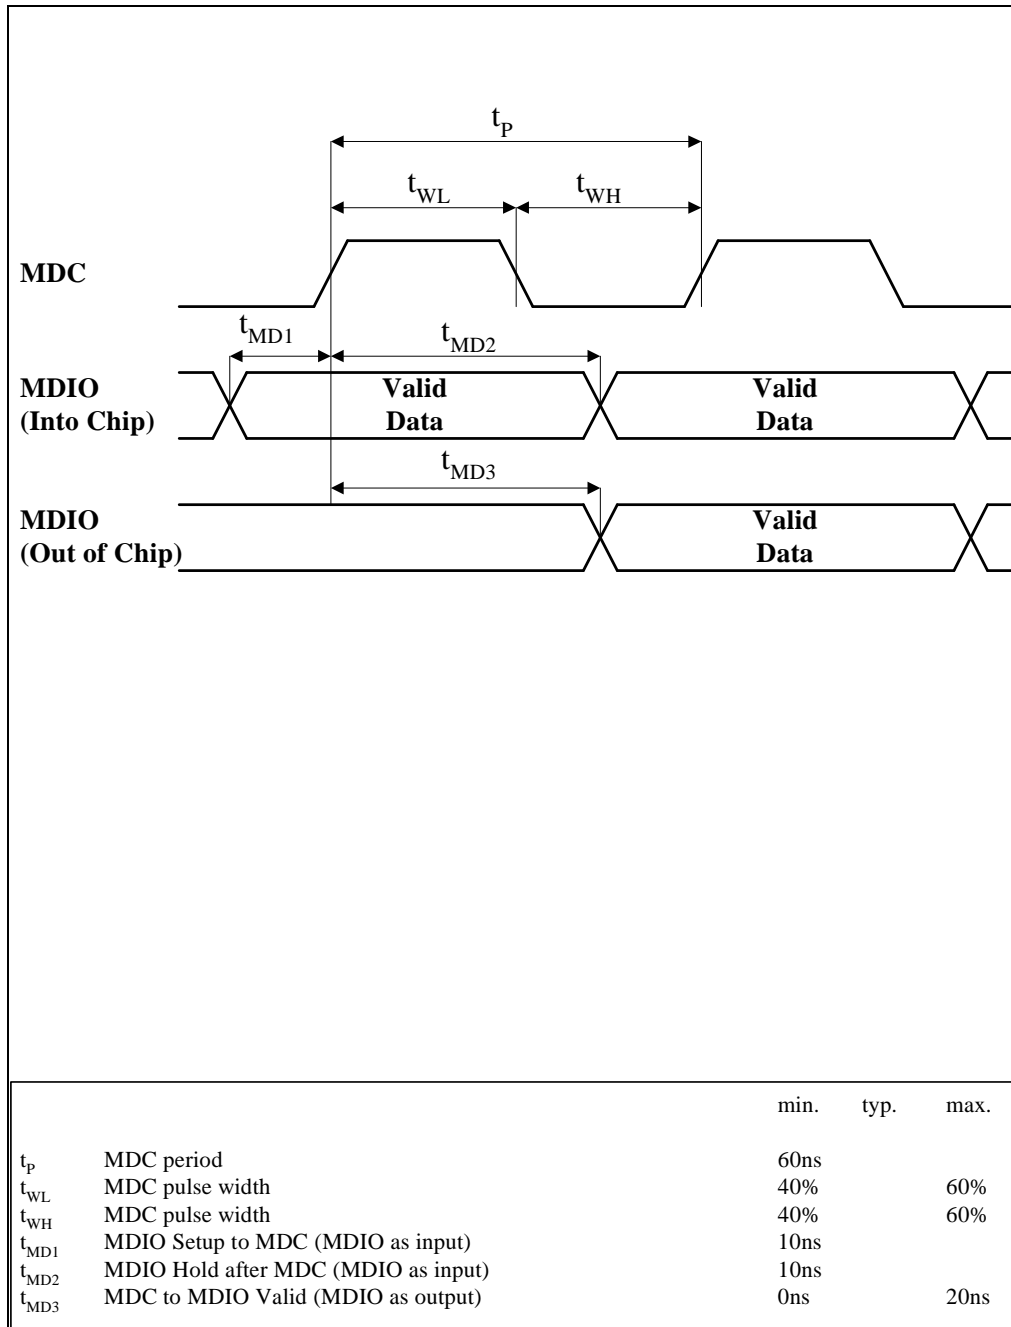 tP
tWL tWH
MDC
tMD1 tMD2
MDIO
(Into Chip)
Valid
Data
Valid
Data
tMD3
MDIO
(Out of Chip)
Valid
Data
min. typ. max.
tP MDC period 60ns
tWL MDC pulse width 40% 60%
tWH MDC pulse width 40% 60%
tMD1 MDIO Setup to MDC (MDIO as input) 10ns
tMD2 MDIO Hold after MDC (MDIO as input) 10ns
tMD3 MDC to MDIO Valid (MDIO as output) 0ns 20ns